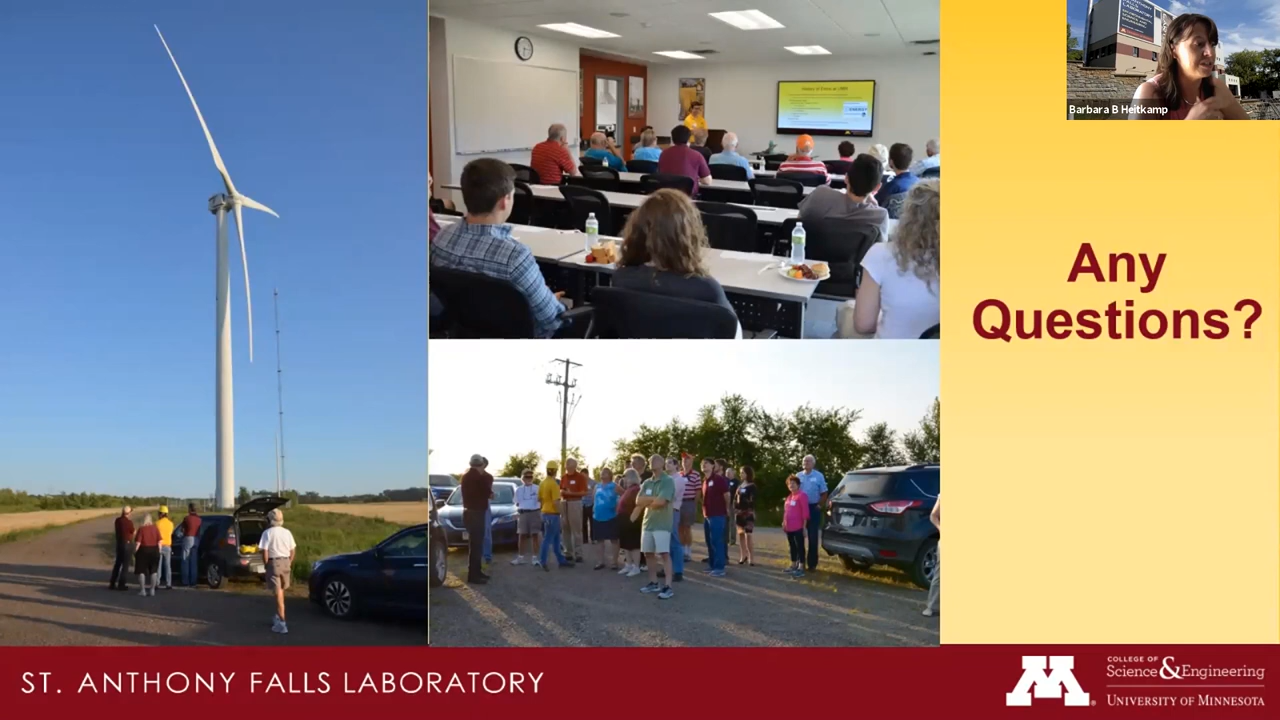 Barbara B Heitkamp
Any
Questions?
ST. ANTHONY FALLS LABORATORY
M
COLLEGE OF
Science & Engineering
UNIVERSITY OF MINNESOTA